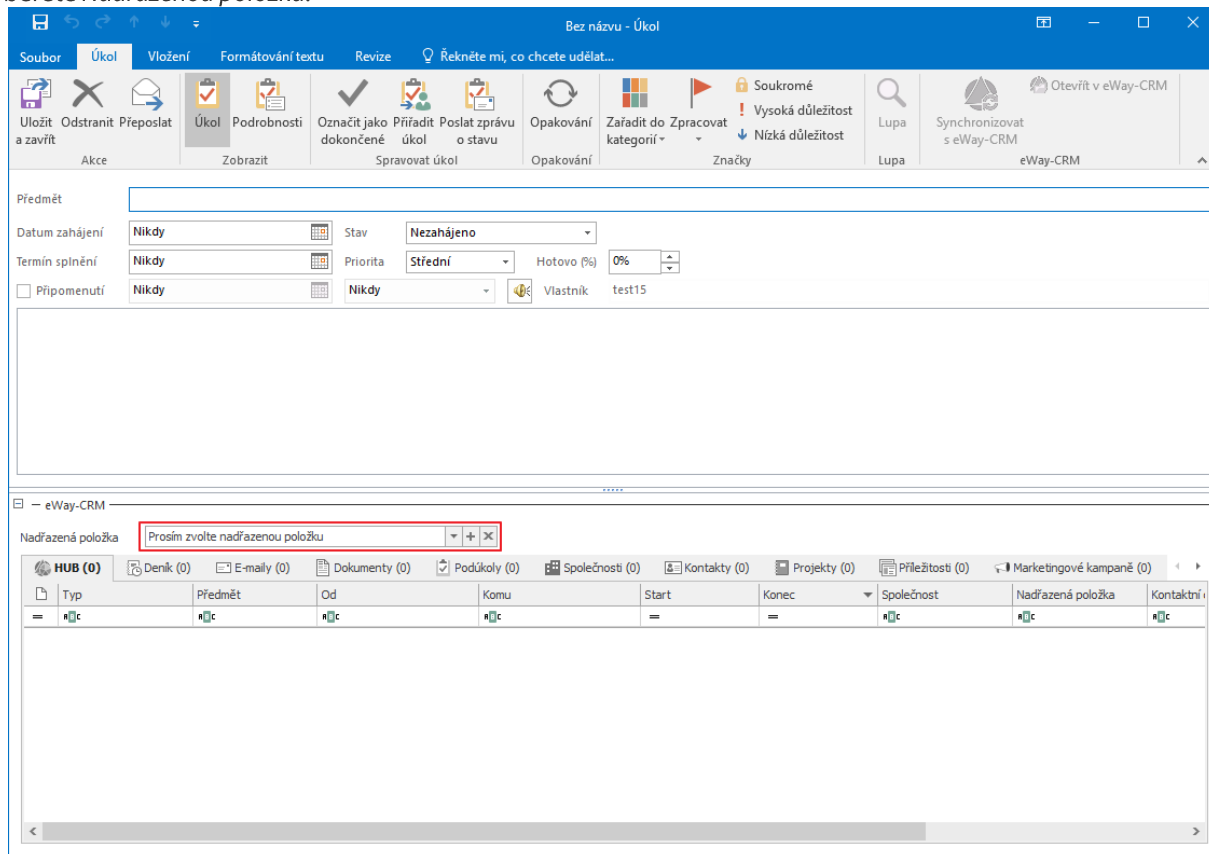 berete Nadřazenou položku.
Bez názvu - Úkol
Soubor Úkol Vložení Formátování textu Revize Řekněte mi, co chcete udělat...
Uložit a zavřít
Odstranit
Přeposlat
Akce
Úkol
Podrobnosti
Zobrazit
Označit jako dokončené
Přiřadit úkol
Poslat zprávu o stavu
Spravovat úkol
Opakování
Opakování
Zařadit do kategorií
Zpracovat
Soukromé
Vysoká důležitost
Nízká důležitost
Značky
Lupa
Lupa
Synchronizovat s eWay-CRM
Otevřít v eWay-CRM
eWay-CRM
Předmět
Datum zahájení Nikdy Stav Nezahájeno
Termín splnění Nikdy Priorita Střední Hotovo (%) 0%
Připomenutí Nikdy Nikdy Vlastník test15
eWay-CRM
Nadřazená položka Prosím zvolte nadřazenou položku
HUB (0) Deník (0) E-maily (0) Dokumenty (0) Podúkoly (0) Společnosti (0) Kontakty (0) Projekty (0) Příležitosti (0) Marketingové kampaně (0)
Typ Předmět Od Komu Start Konec Společnost Nadřazená položka Kontaktní